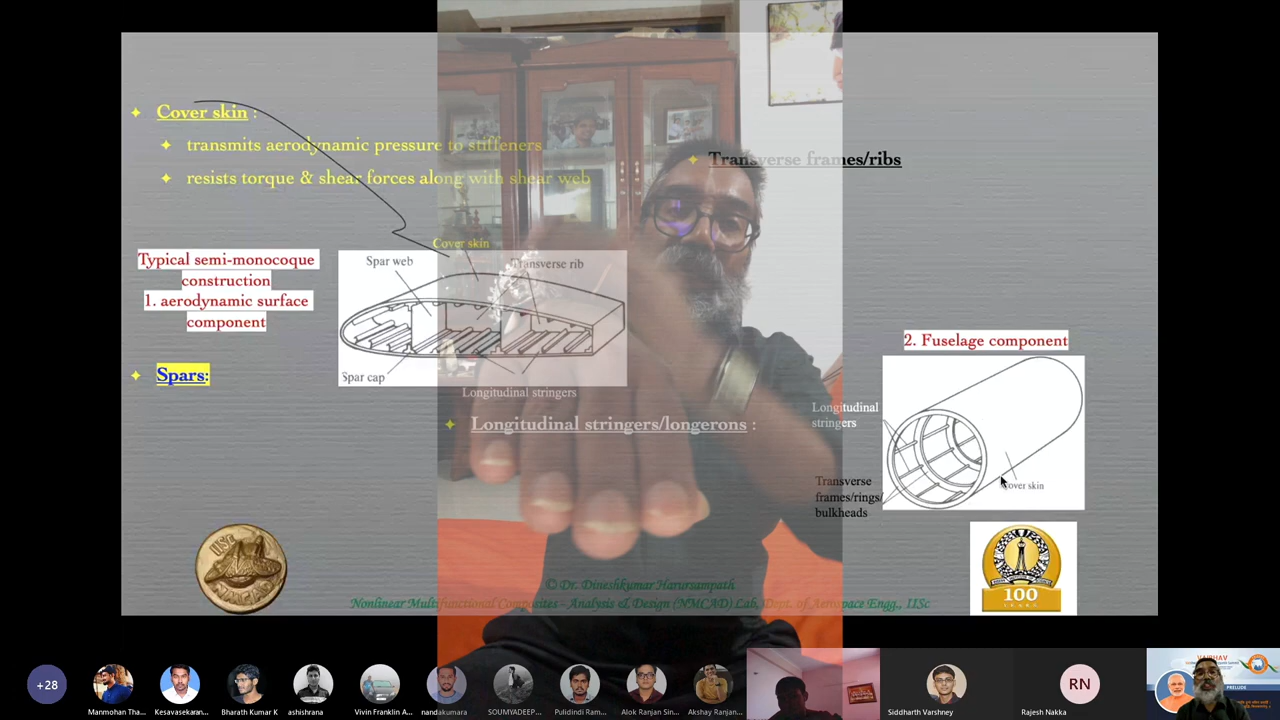 Cover skin :
transmits aerodynamic pressure to stiffeners
resists torque & shear forces along with shear web
Transverse frames/ribs
Typical semi-monocoque
construction
1. aerodynamic surface
component
Cover skin
Spar web
Transverse rib
Spar cap
Longitudinal stringers
Spars:
Longitudinal stringers/longerons :
2. Fuselage component
Longitudinal
stringers
Transverse
frames/rings/
bulkheads
Cover skin
IISC
NMCAD
100
© Dr. Dineshkumar Harursampath
Nonlinear Multifunctional Composites – Analysis & Design (NMCAD) Lab, Dept. of Aerospace Engg., IISc
+28
Manmohan Tha...
Kesavasekaran...
Bharath Kumar K
ashishrana
Vivin Franklin A...
nandakumara
SOUMYADEEP...
Pulidindi Ram...
Alok Ranjan Sin...
Akshay Ranjan...
Siddharth Varshney
RN
Rajesh Nakka
VAIBHAV
PRELUDE